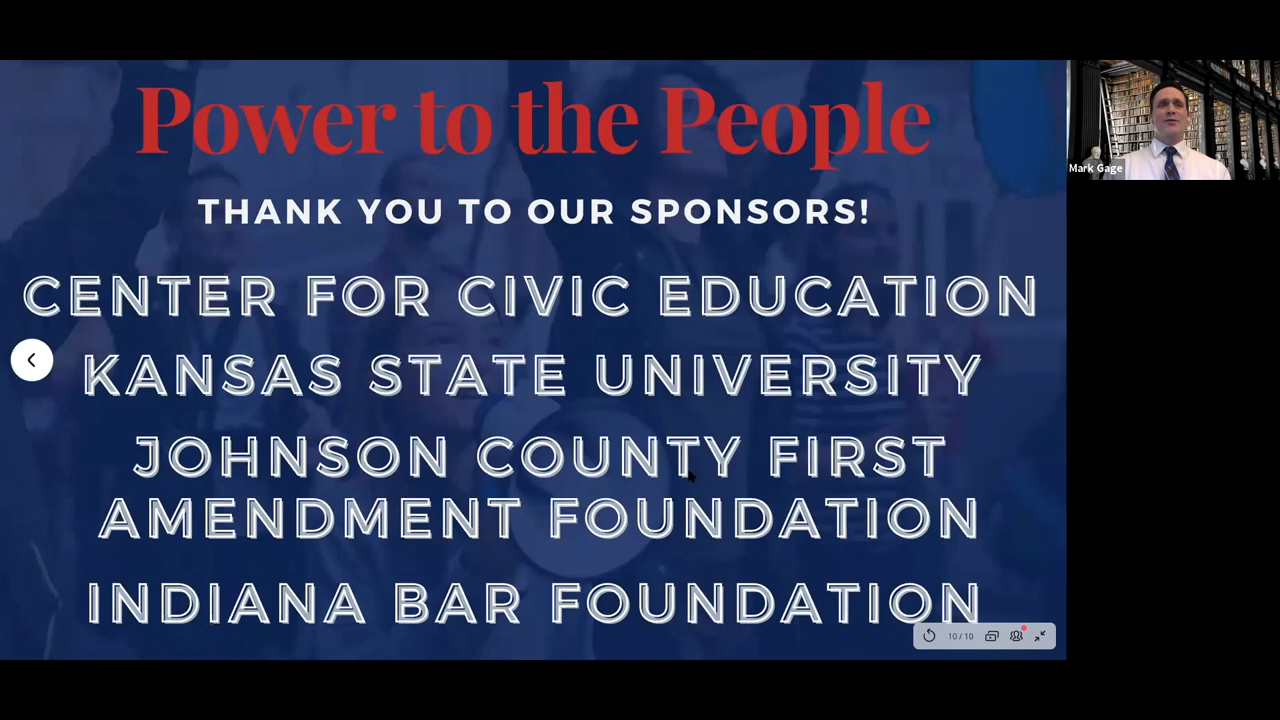 Power to the People
THANK YOU TO OUR SPONSORS!
CENTER FOR CIVIC EDUCATION
KANSAS STATE UNIVERSITY
JOHNSON COUNTY FIRST
AMENDMENT FOUNDATION
INDIANA BAR FOUNDATION
10/10
Mark Gage